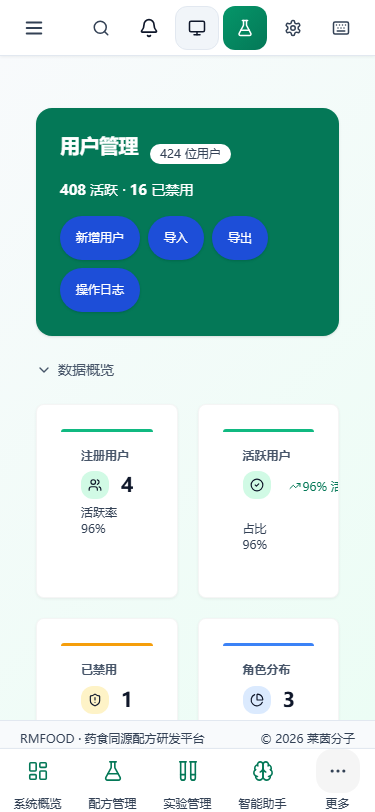 用户管理 424 位用户
408 活跃 · 16 已禁用
新增用户 导入 导出
操作日志
数据概览
注册用户 活跃用户
4 96%
活跃率
96%
占比
96%
已禁用 角色分布
1 3
RMFOOD · 药食同源配方研发平台 © 2026 莱茵分子
系统概览 配方管理 实验管理 智能助手 更多